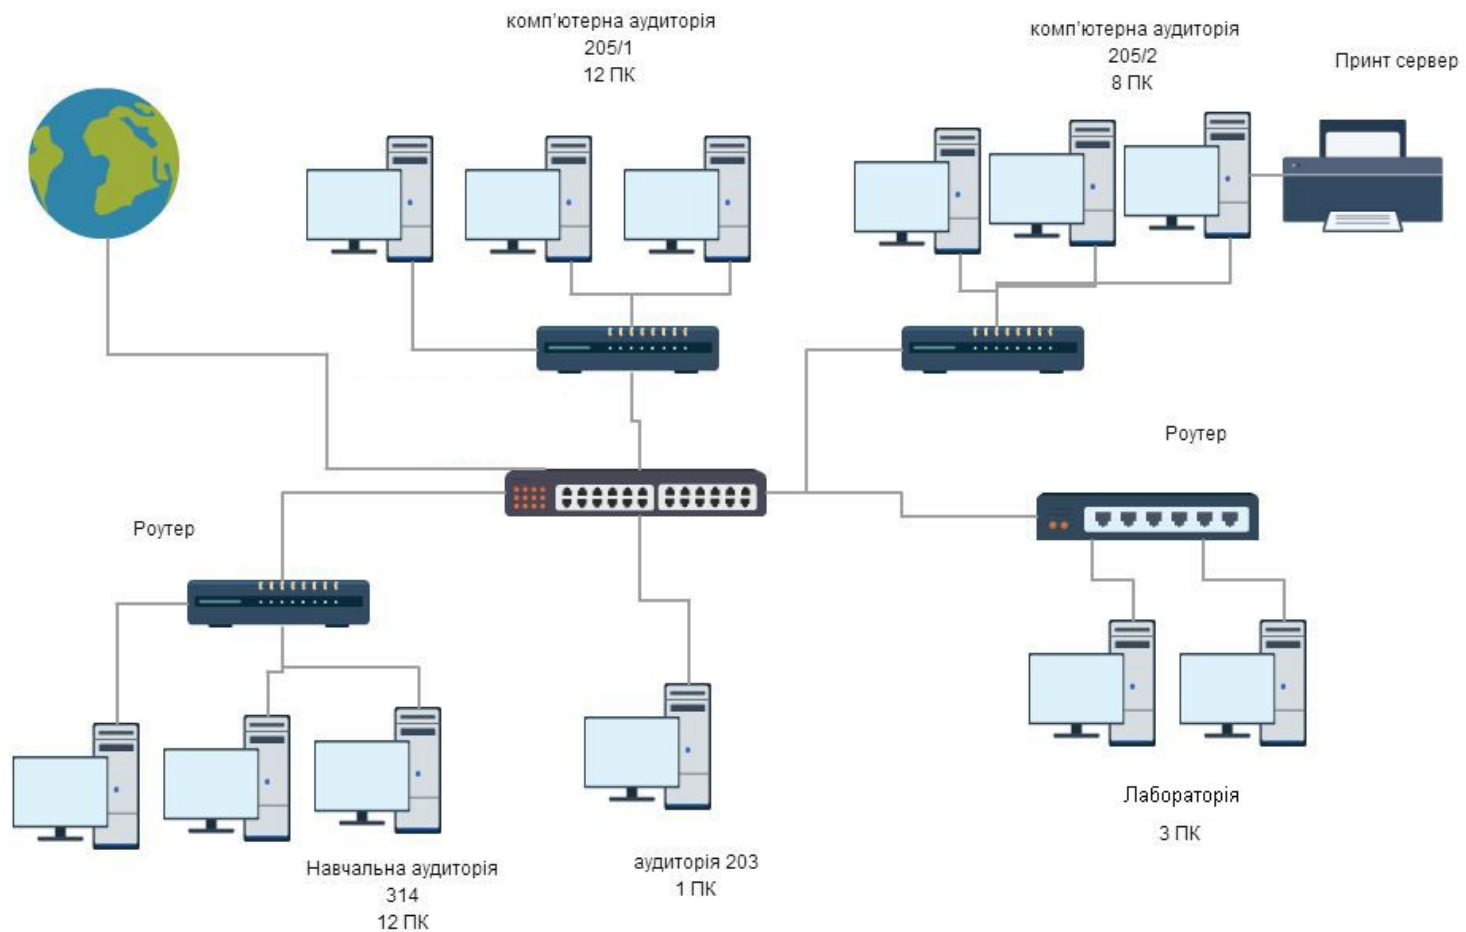 комп'ютерна аудиторія
205/1
12 ПК
комп'ютерна аудиторія
205/2
8 ПК
Принт сервер
Роутер
Роутер
Навчальна аудиторія
314
12 ПК
аудиторія 203
1 ПК
Лабораторія
3 ПК